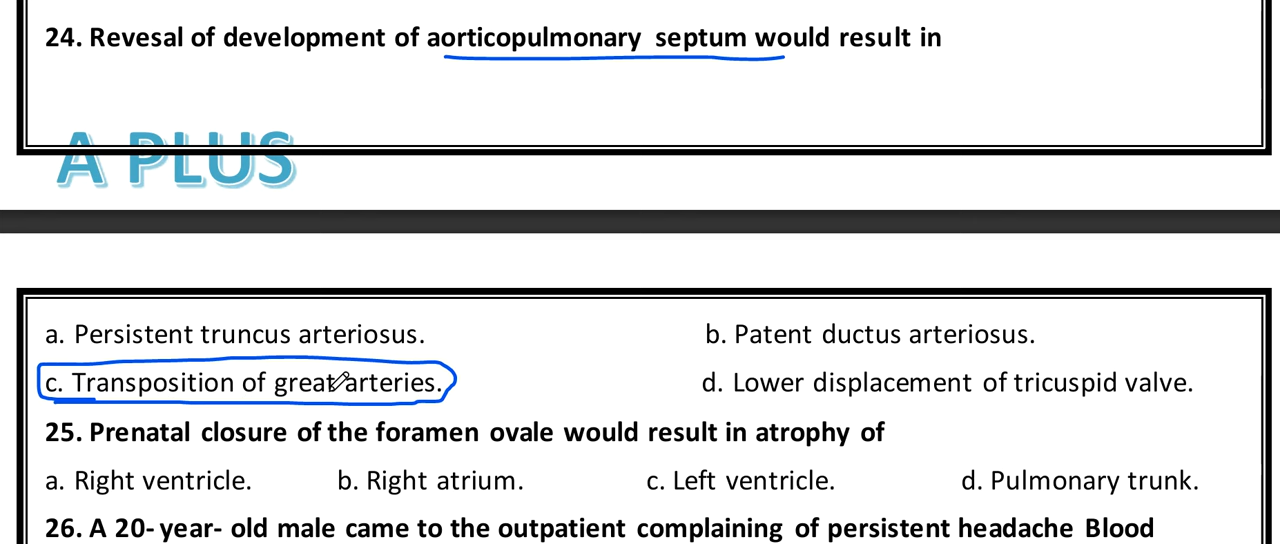 24. Revesal of development of aorticopulmonary septum would result in
A PLUS
a. Persistent truncus arteriosus. b. Patent ductus arteriosus.
c. Transposition of great arteries. d. Lower displacement of tricuspid valve.
25. Prenatal closure of the foramen ovale would result in atrophy of
a. Right ventricle. b. Right atrium. c. Left ventricle. d. Pulmonary trunk.
26. A 20-year- old male came to the outpatient complaining of persistent headache Blood